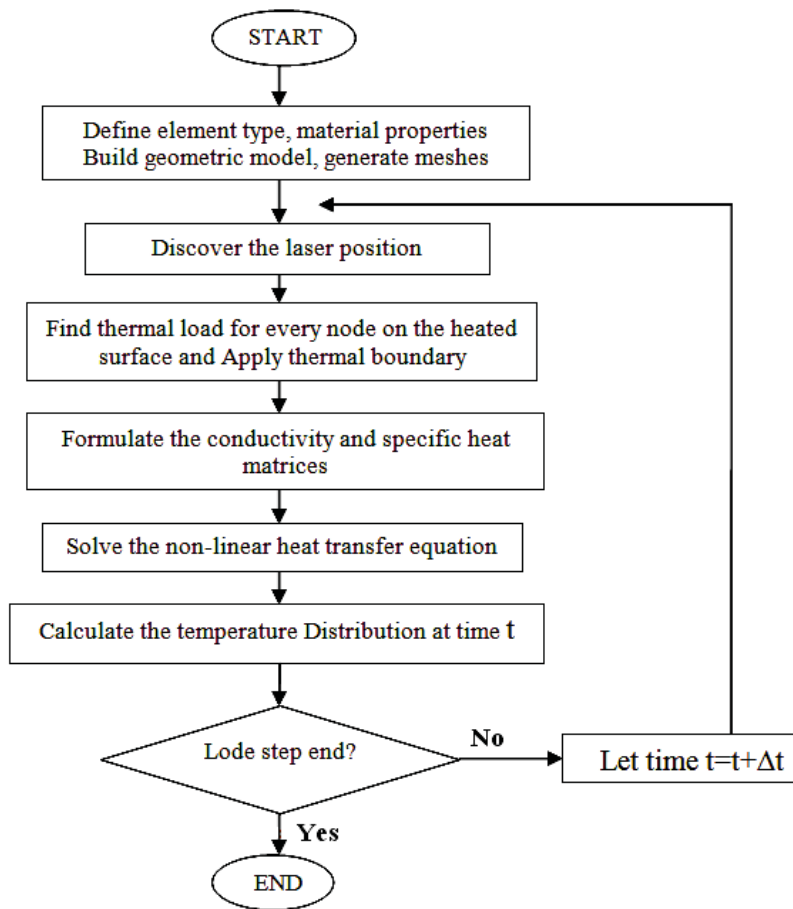 START
Define element type, material properties
Build geometric model, generate meshes
Discover the laser position
Find thermal load for every node on the heated
surface and Apply thermal boundary
Formulate the conductivity and specific heat
matrices
Solve the non-linear heat transfer equation
Calculate the temperature Distribution at time t
Lode step end?
No
Let time t=t+Δt
Yes
END